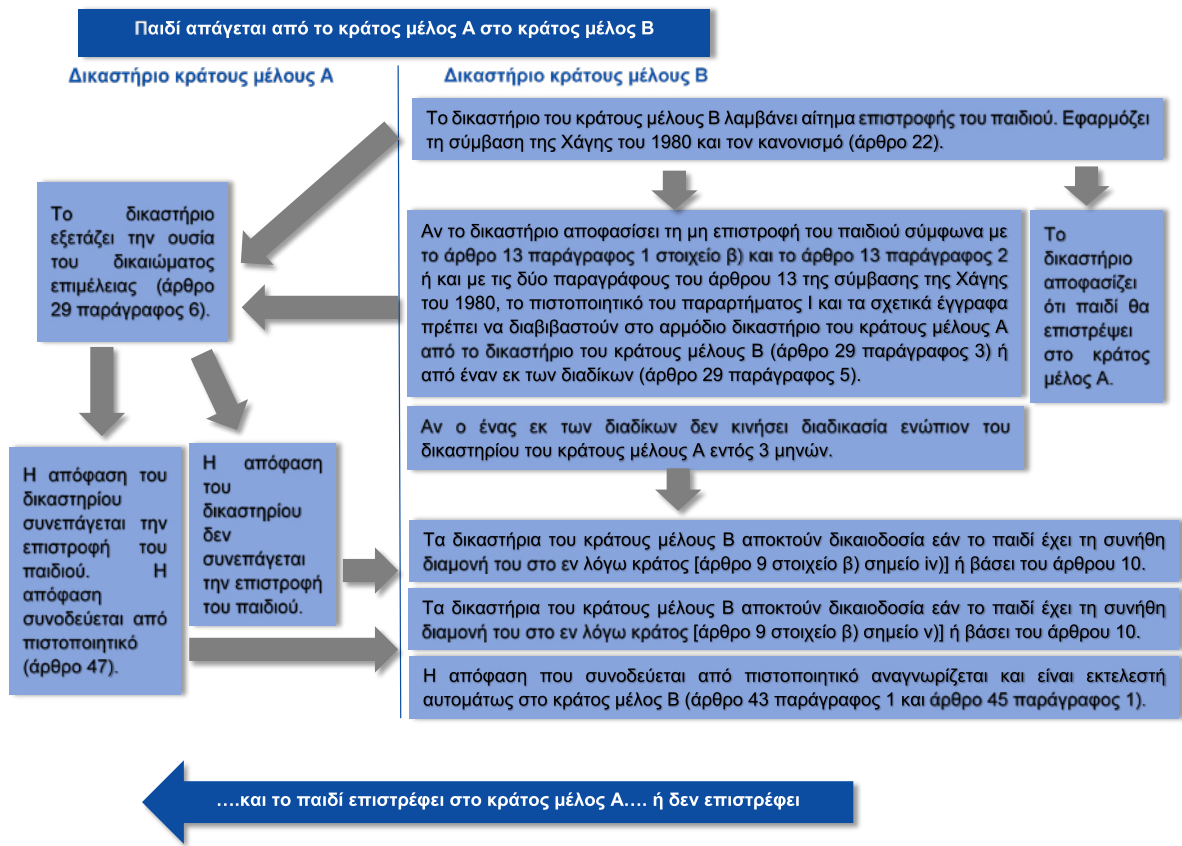 Παιδί απάγεται από το κράτος μέλος Α στο κράτος μέλος Β
Δικαστήριο κράτους μέλους Α
Δικαστήριο κράτους μέλους Β
Το δικαστήριο του κράτους μέλους Β λαμβάνει αίτημα επιστροφής του παιδιού. Εφαρμόζει
τη σύμβαση της Χάγης του 1980 και τον κανονισμό (άρθρο 22).
Το δικαστήριο
εξετάζει την ουσία
του δικαιώματος
επιμέλειας (άρθρο
29 παράγραφος 6).
Αν το δικαστήριο αποφασίσει τη μη επιστροφή του παιδιού σύμφωνα με
το άρθρο 13 παράγραφος 1 στοιχείο β) και το άρθρο 13 παράγραφος 2
ή και με τις δύο παραγράφους του άρθρου 13 της σύμβασης της Χάγης
του 1980, το πιστοποιητικό του παραρτήματος Ι και τα σχετικά έγγραφα
πρέπει να διαβιβαστούν στο αρμόδιο δικαστήριο του κράτους μέλους Α
από το δικαστήριο του κράτους μέλους Β (άρθρο 29 παράγραφος 3) ή
από έναν εκ των διαδίκων (άρθρο 29 παράγραφος 5).
Το
δικαστήριο
αποφασίζει
ότι παιδί θα
επιστρέψει
στο κράτος
μέλος Α.
Αν ο ένας εκ των διαδίκων δεν κινήσει διαδικασία ενώπιον του
δικαστηρίου του κράτους μέλους Α εντός 3 μηνών.
Η απόφαση του
δικαστηρίου
συνεπάγεται την
επιστροφή του
παιδιού. Η
απόφαση
συνοδεύεται από
πιστοποιητικό
(άρθρο 47).
Η απόφαση
του
δικαστηρίου
δεν
συνεπάγεται
την επιστροφή
του παιδιού.
Τα δικαστήρια του κράτους μέλους Β αποκτούν δικαιοδοσία εάν το παιδί έχει τη συνήθη
διαμονή του στο εν λόγω κράτος [άρθρο 9 στοιχείο β) σημείο iv)] ή βάσει του άρθρου 10.
Τα δικαστήρια του κράτους μέλους Β αποκτούν δικαιοδοσία εάν το παιδί έχει τη συνήθη
διαμονή του στο εν λόγω κράτος [άρθρο 9 στοιχείο β) σημείο v)] ή βάσει του άρθρου 10.
Η απόφαση που συνοδεύεται από πιστοποιητικό αναγνωρίζεται και είναι εκτελεστή
αυτομάτως στο κράτος μέλος Β (άρθρο 43 παράγραφος 1 και άρθρο 45 παράγραφος 1).
....και το παιδί επιστρέφει στο κράτος μέλος Α.... ή δεν επιστρέφει